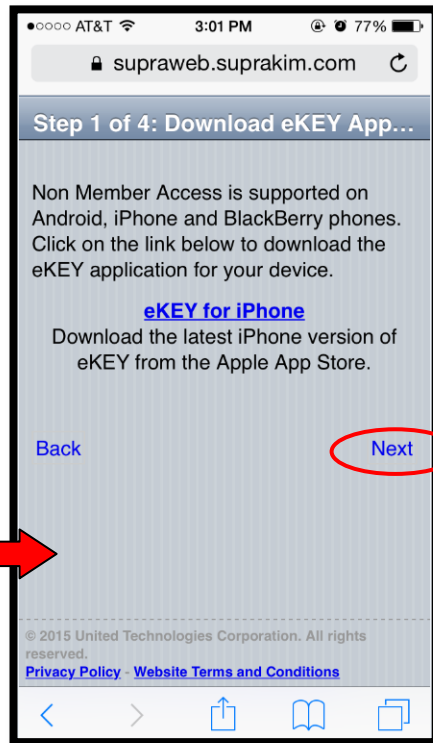 AT&T 3:01 PM 77%
supraweb.suprakim.com
Step 1 of 4: Download eKEY App...
Non Member Access is supported on
Android, iPhone and BlackBerry phones.
Click on the link below to download the
eKEY application for your device.
eKEY for iPhone
Download the latest iPhone version of
eKEY from the Apple App Store.
Back Next
© 2015 United Technologies Corporation. All rights
reserved.
Privacy Policy - Website Terms and Conditions